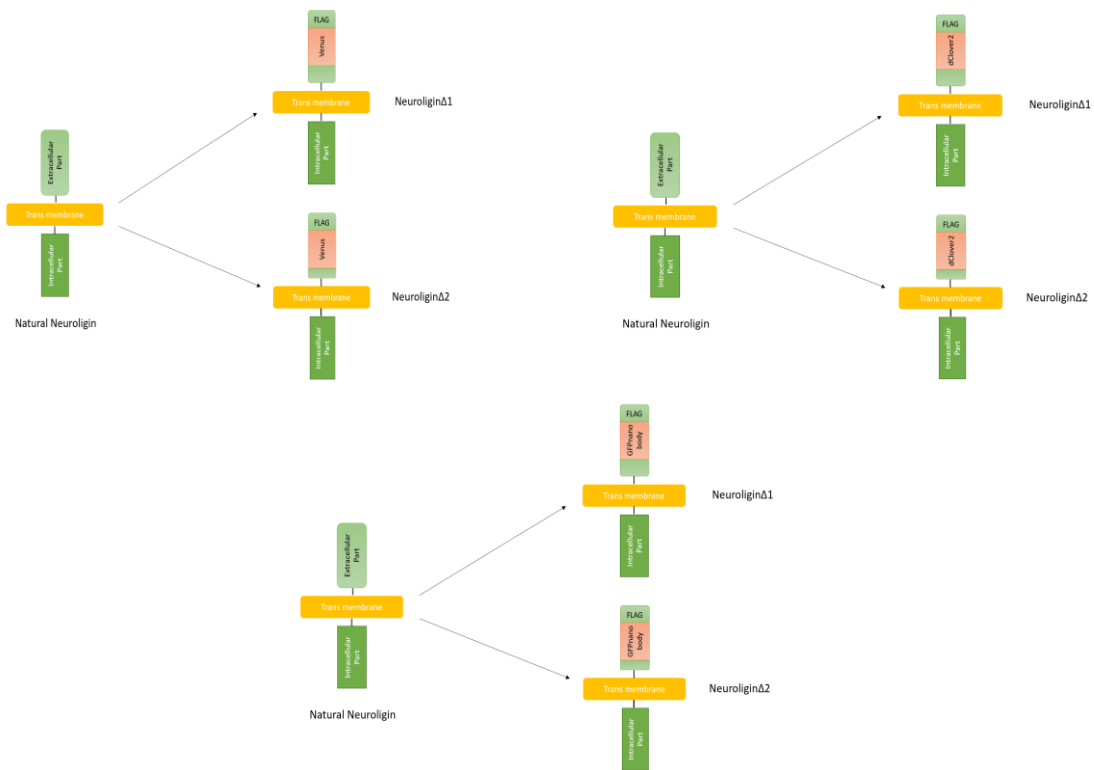 FLAG
Venus
Trans membrane
NeuroliginΔ1
Intracellular
Part
Extracellular
Part
Trans membrane
Intracellular
Part
Natural Neuroligin
FLAG
Venus
Trans membrane
NeuroliginΔ2
Intracellular
Part
FLAG
dClover2
Trans membrane
NeuroliginΔ1
Intracellular
Part
Extracellular
Part
Trans membrane
Intracellular
Part
Natural Neuroligin
FLAG
dClover2
Trans membrane
NeuroliginΔ2
Intracellular
Part
FLAG
GFPnano
body
Trans membrane
NeuroliginΔ1
Intracellular
Part
Extracellular
Part
Trans membrane
Intracellular
Part
Natural Neuroligin
FLAG
GFPnano
body
Trans membrane
NeuroliginΔ2
Intracellular
Part